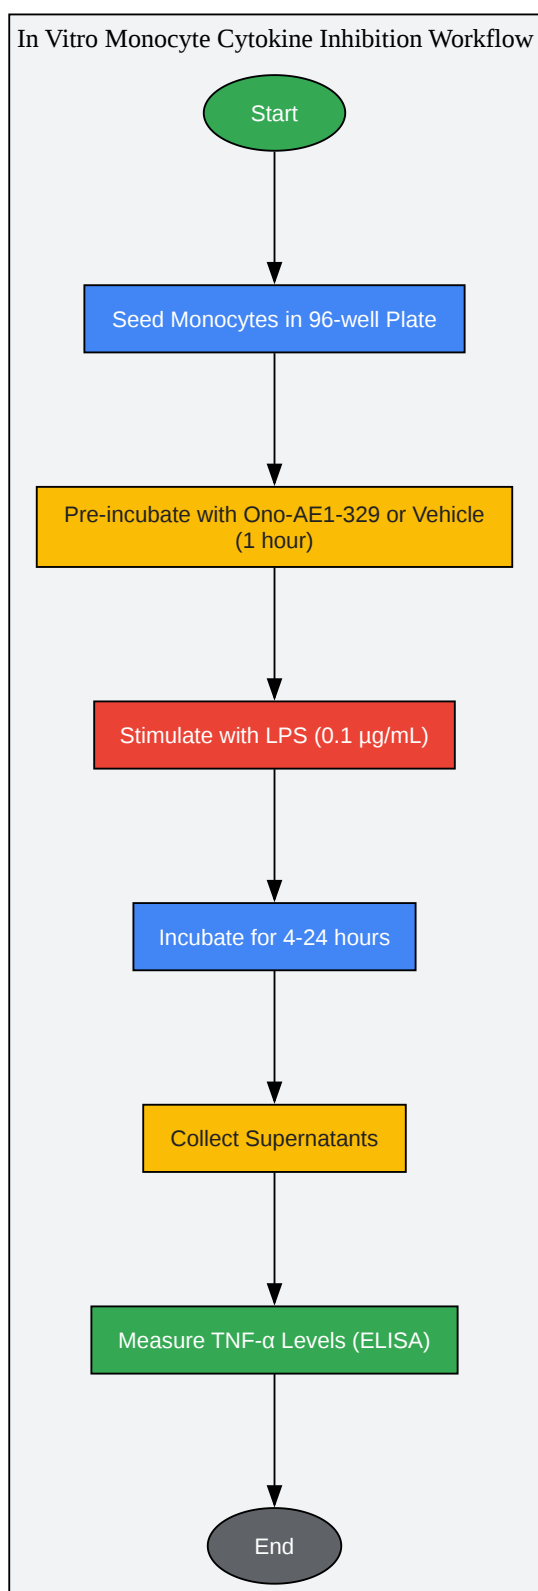 In Vitro Monocyte Cytokine Inhibition Workflow
Start
Seed Monocytes in 96-well Plate
Pre-incubate with Ono-AE1-329 or Vehicle
(1 hour)
Stimulate with LPS (0.1 µg/mL)
Incubate for 4-24 hours
Collect Supernatants
Measure TNF-α Levels (ELISA)
End